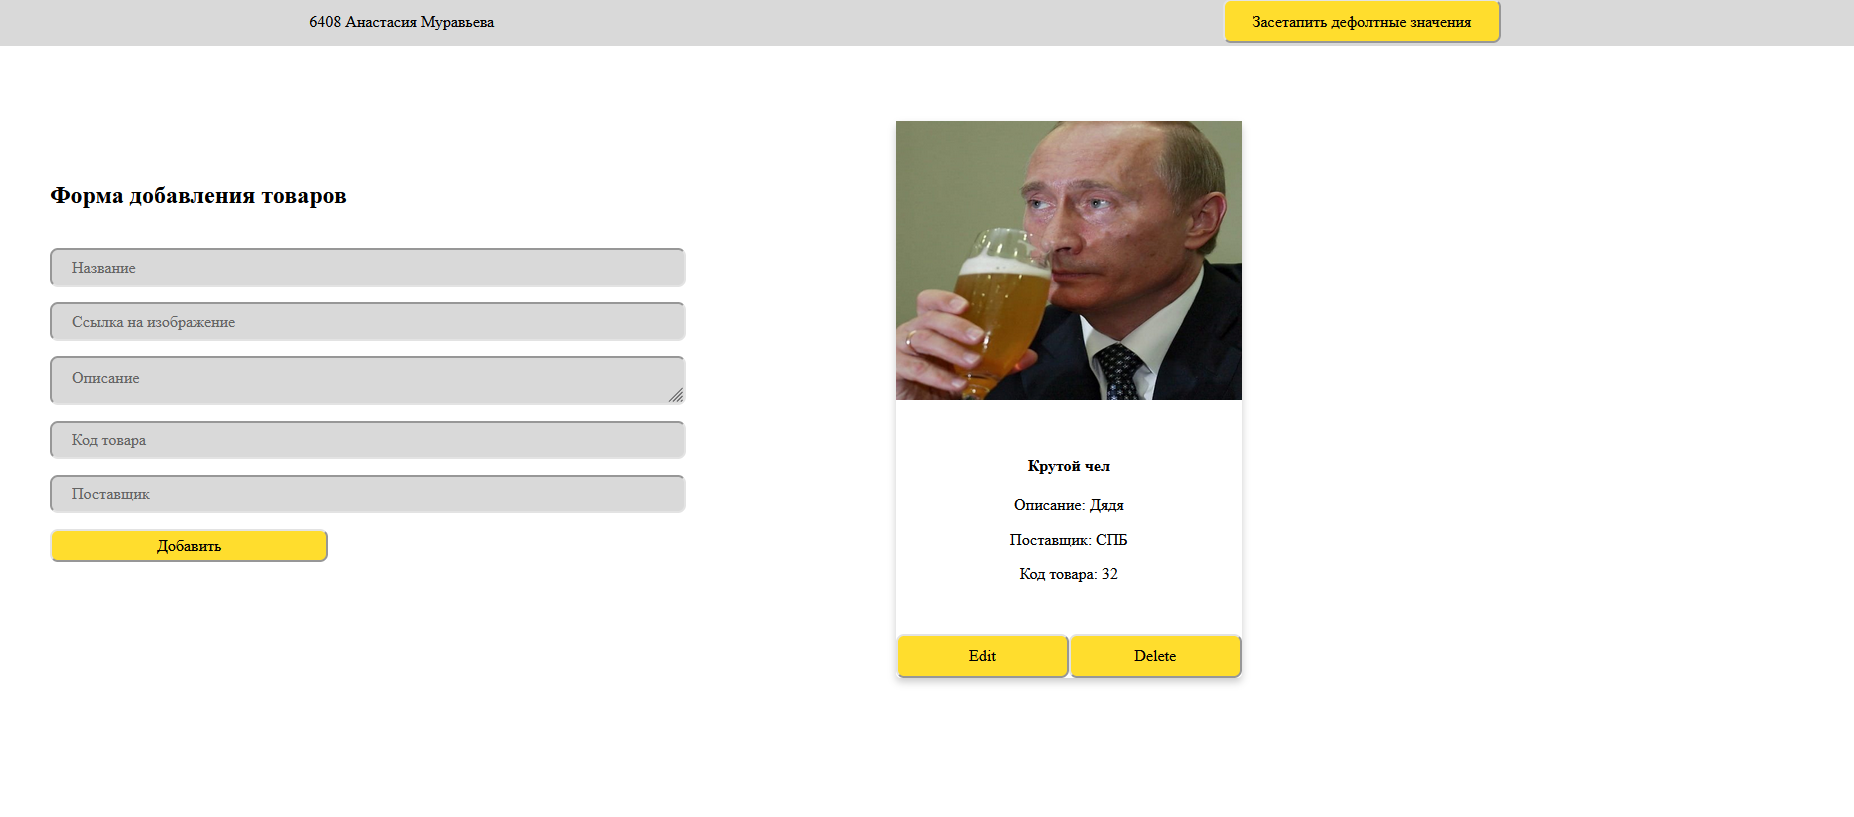 6408 Анастасия Муравьева
Засетапить дефолтные значения
Форма добавления товаров
Название
Ссылка на изображение
Описание
Код товара
Поставщик
Добавить
Крутой чел
Описание: Дядя
Поставщик: СПБ
Код товара: 32
Edit
Delete